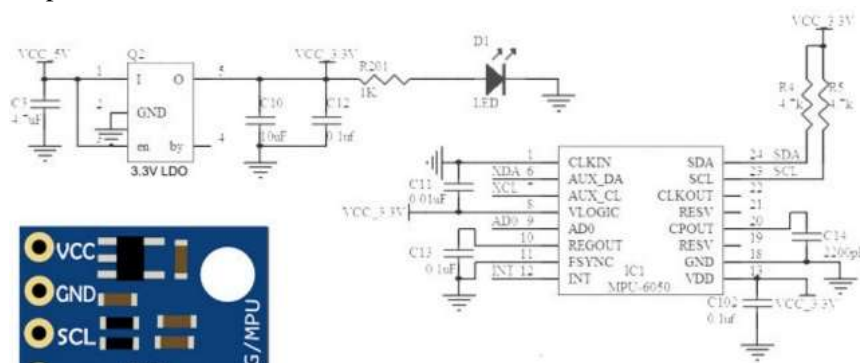 VCC_5V
Q2
VCC_3.3V
1
I
O
5
C3
4.7uF
2
GND
C10
10uF
C12
0.1uf
en
by
4
3.3V LDO
R201
1K
D1
LED
VCC_3.3V
R4
4.7k
R5
4.7k
1
CLKIN
SDA
24
SDA
XDA
6
AUX_DA
SCL
23
SCL
XCL
7
AUX_CL
CLKOUT
22
C11
0.01uF
VCC_3.3V
8
VLOGIC
RESV
21
AD0
9
AD0
CPOUT
20
10
REGOUT
RESV
19
C14
C13
0.1uF
11
FSYNC
GND
18
INT
12
INT
IC1
VDD
13
MPU-6050
C102
0.1uf
VCC_3.3V
VCC
GND
SCL
G/MPU